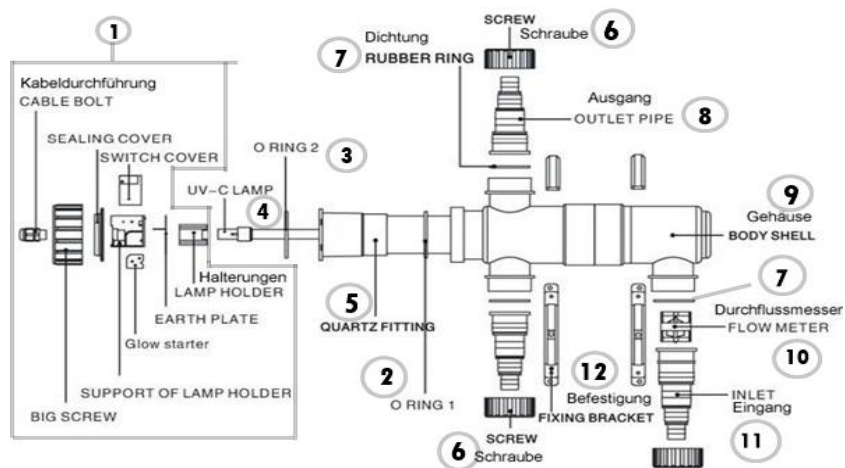 1
Kabeldurchführung
CABLE BOLT
SEALING COVER
SWITCH COVER
O RING 2
3
UV-C LAMP
4
Halterungen
LAMP HOLDER
EARTH PLATE
Glow starter
SUPPORT OF LAMP HOLDER
BIG SCREW
5
QUARTZ FITTING
2
O RING 1
SCREW
Schraube
6
7
Dichtung
RUBBER RING
Ausgang
OUTLET PIPE
8
9
Gehäuse
BODY SHELL
7
Durchflussmesser
FLOW METER
10
12
Befestigung
FIXING BRACKET
INLET
Eingang
11
6
SCREW
Schraube